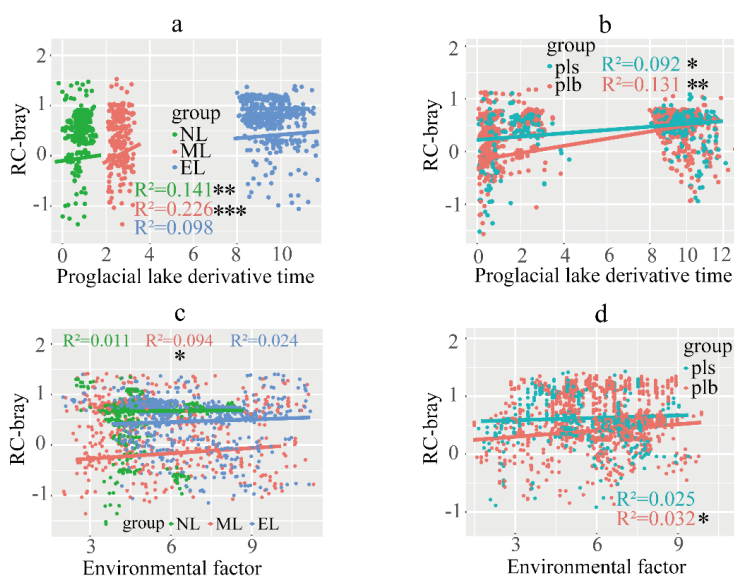 a
2
1
0
-1
RC-bray
group
NL
ML
EL
R²=0.141**
R²=0.226***
R²=0.098
0 2 4 6 8 10
Proglacial lake derivative time
b
2
1
0
-1
RC-bray
group
pls
plb
R²=0.092 *
R²=0.131 **
0 2 4 6 8 10 12
Proglacial lake derivative time
c
R²=0.011 R²=0.094 R²=0.024
*
2
1
0
-1
RC-bray
group NL ML EL
3 6 9
Environmental factor
d
2
1
0
-1
RC-bray
group
pls
plb
R²=0.025
R²=0.032 *
3 6 9
Environmental factor